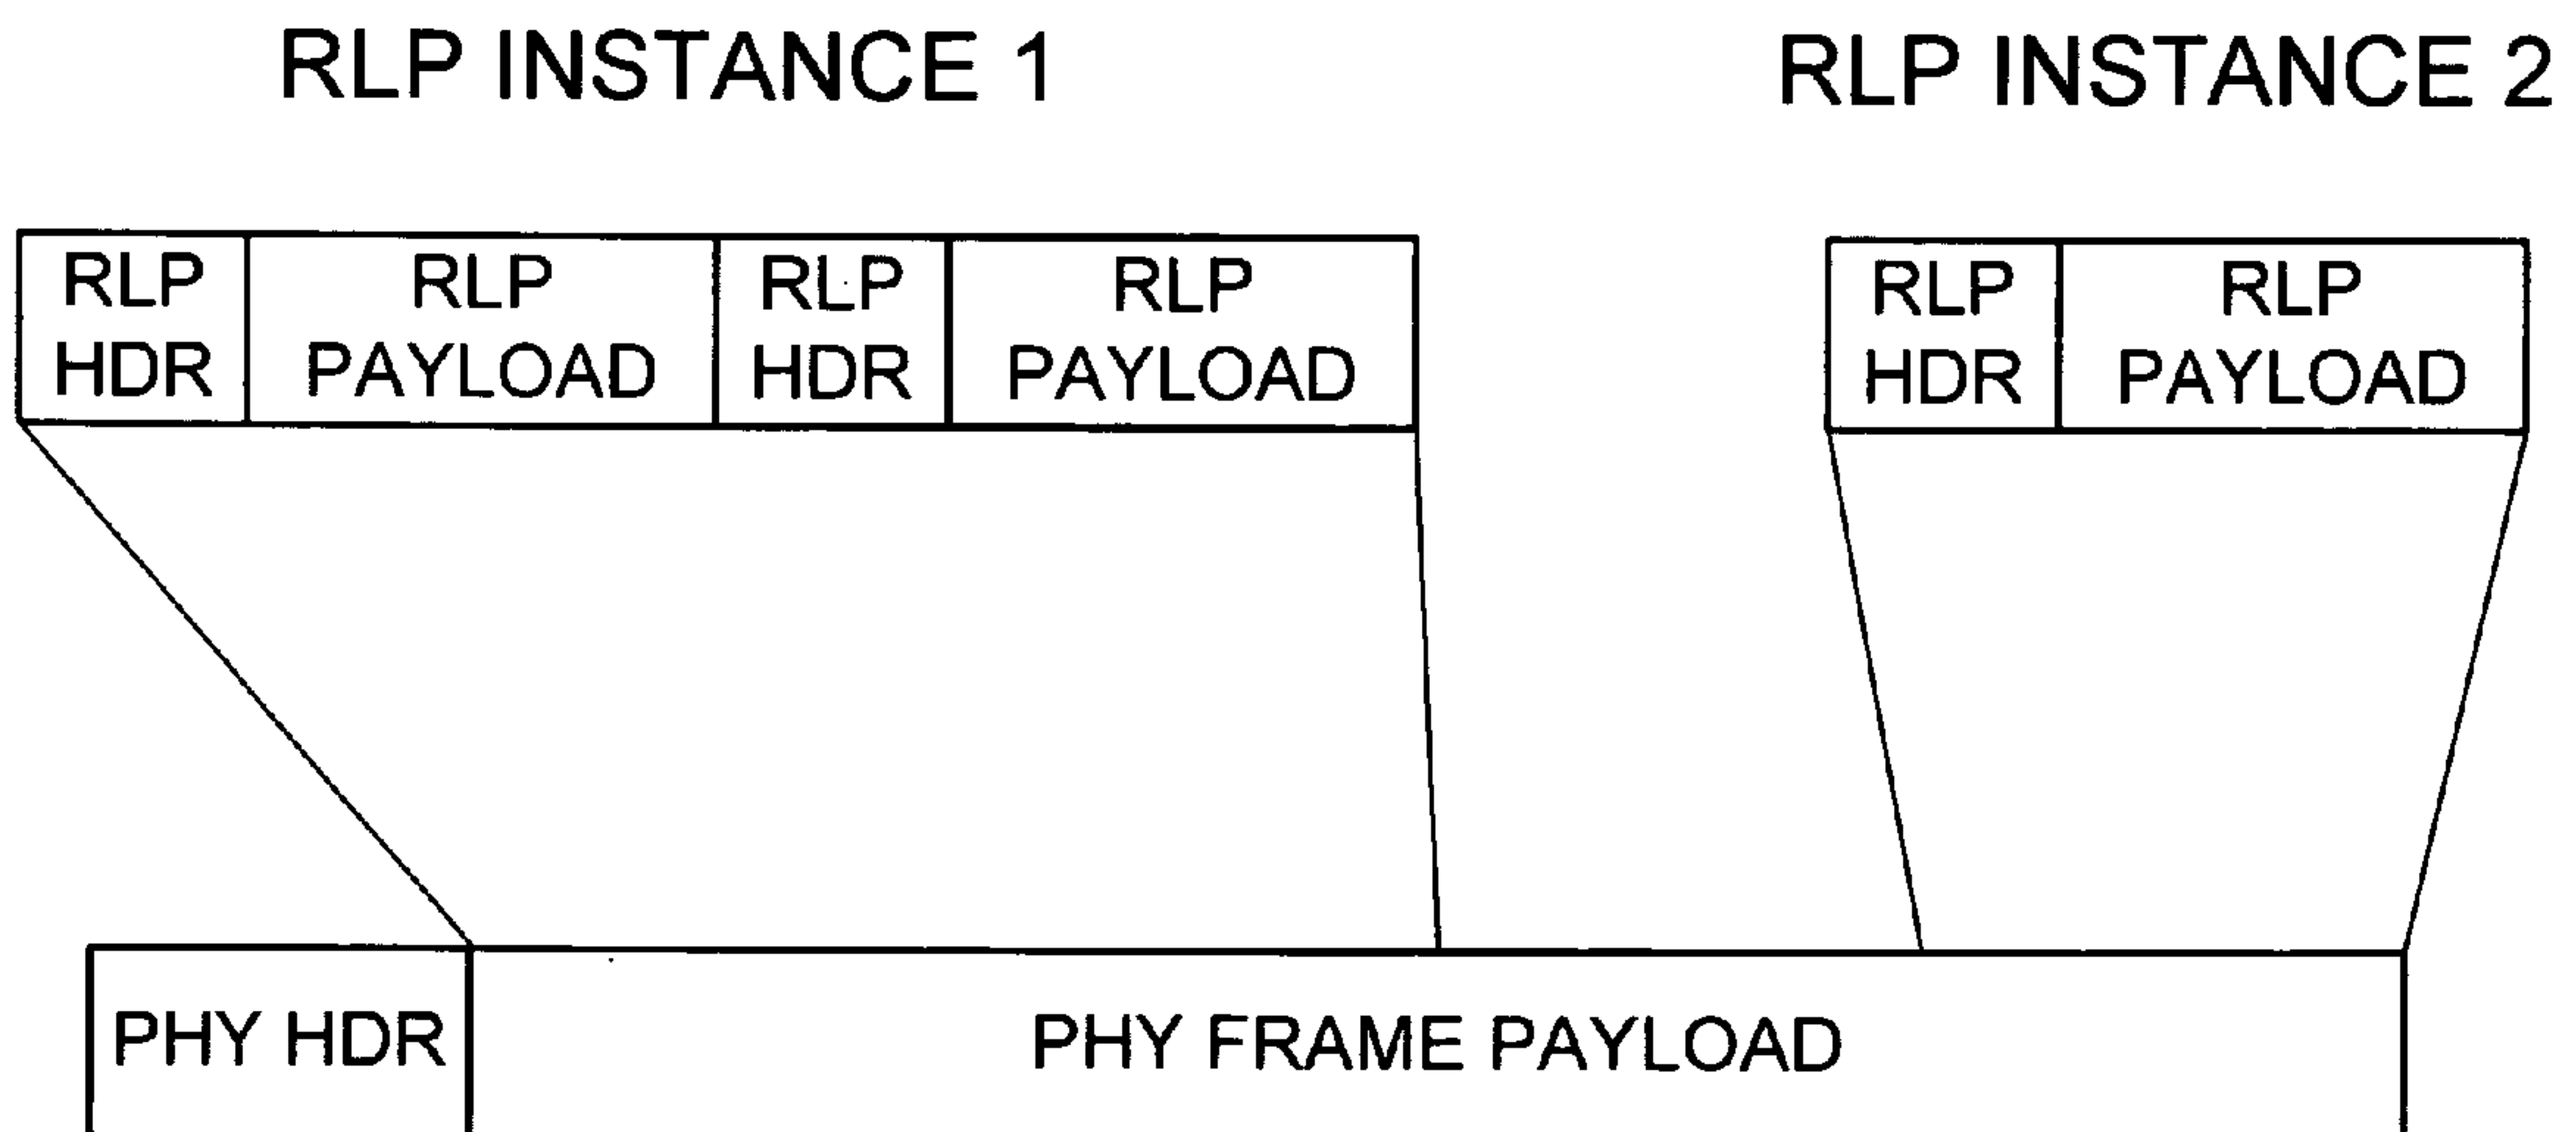 RLP INSTANCE 1
RLP INSTANCE 2
RLP
HDR
RLP
PAYLOAD
RLP
HDR
RLP
PAYLOAD
RLP
HDR
RLP
PAYLOAD
PHY HDR
PHY FRAME PAYLOAD